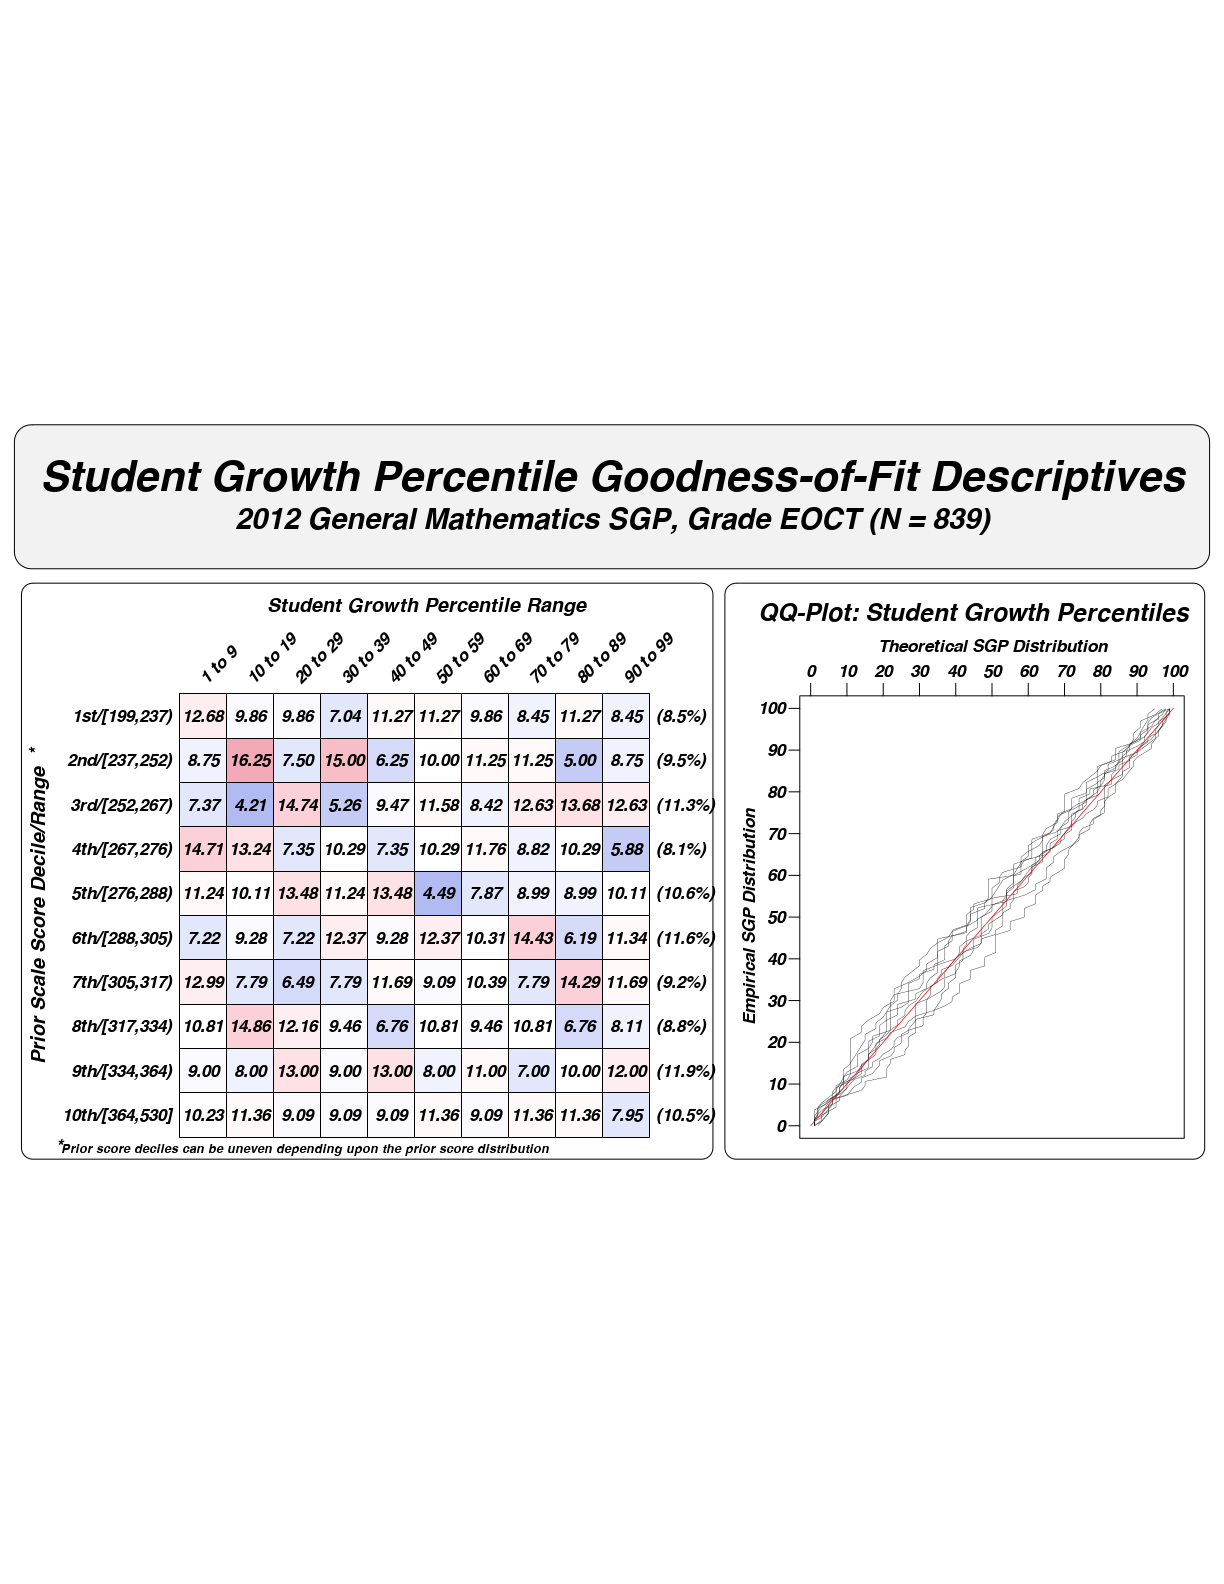 Student Growth Percentile Goodness-of-Fit Descriptives
2012 General Mathematics SGP, Grade EOCT (N = 839)
Student Growth Percentile Range
1 to 9 10 to 19 20 to 29 30 to 39 40 to 49 50 to 59 60 to 69 70 to 79 80 to 89 90 to 99
Prior Scale Score Decile/Range *
1st/[199,237) 12.68 9.86 9.86 7.04 11.27 11.27 9.86 8.45 11.27 8.45 (8.5%)
2nd/[237,252) 8.75 16.25 7.50 15.00 6.25 10.00 11.25 11.25 5.00 8.75 (9.5%)
3rd/[252,267) 7.37 4.21 14.74 5.26 9.47 11.58 8.42 12.63 13.68 12.63 (11.3%)
4th/[267,276) 14.71 13.24 7.35 10.29 7.35 10.29 11.76 8.82 10.29 5.88 (8.1%)
5th/[276,288) 11.24 10.11 13.48 11.24 13.48 4.49 7.87 8.99 8.99 10.11 (10.6%)
6th/[288,305) 7.22 9.28 7.22 12.37 9.28 12.37 10.31 14.43 6.19 11.34 (11.6%)
7th/[305,317) 12.99 7.79 6.49 7.79 11.69 9.09 10.39 7.79 14.29 11.69 (9.2%)
8th/[317,334) 10.81 14.86 12.16 9.46 6.76 10.81 9.46 10.81 6.76 8.11 (8.8%)
9th/[334,364) 9.00 8.00 13.00 9.00 13.00 8.00 11.00 7.00 10.00 12.00 (11.9%)
10th/[364,530] 10.23 11.36 9.09 9.09 9.09 11.36 9.09 11.36 11.36 7.95 (10.5%)
*Prior score deciles can be uneven depending upon the prior score distribution
QQ-Plot: Student Growth Percentiles
Theoretical SGP Distribution
0 10 20 30 40 50 60 70 80 90 100
Empirical SGP Distribution
100
90
80
70
60
50
40
30
20
10
0